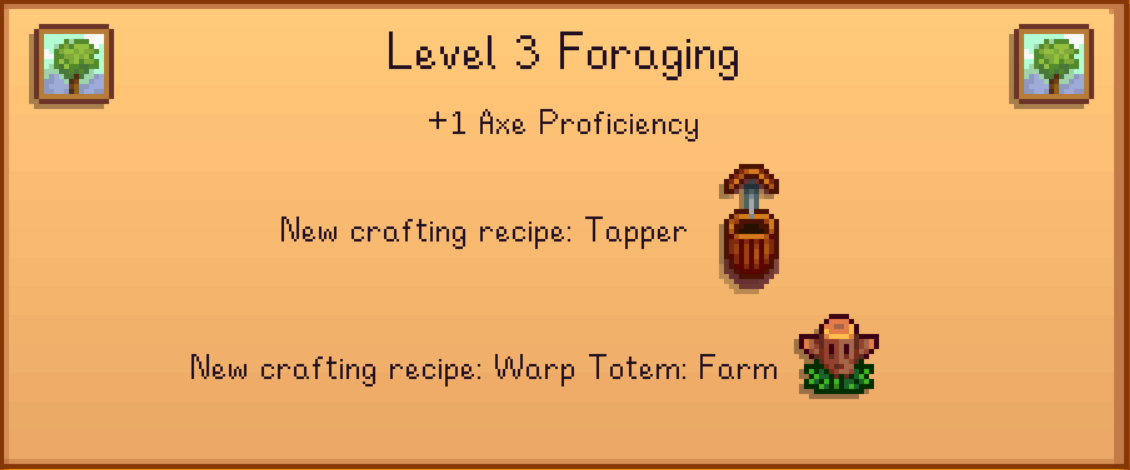 Level 3 Foraging
+1 Axe Proficiency
New crafting recipe: Tapper
New crafting recipe: Warp Totem: Farm